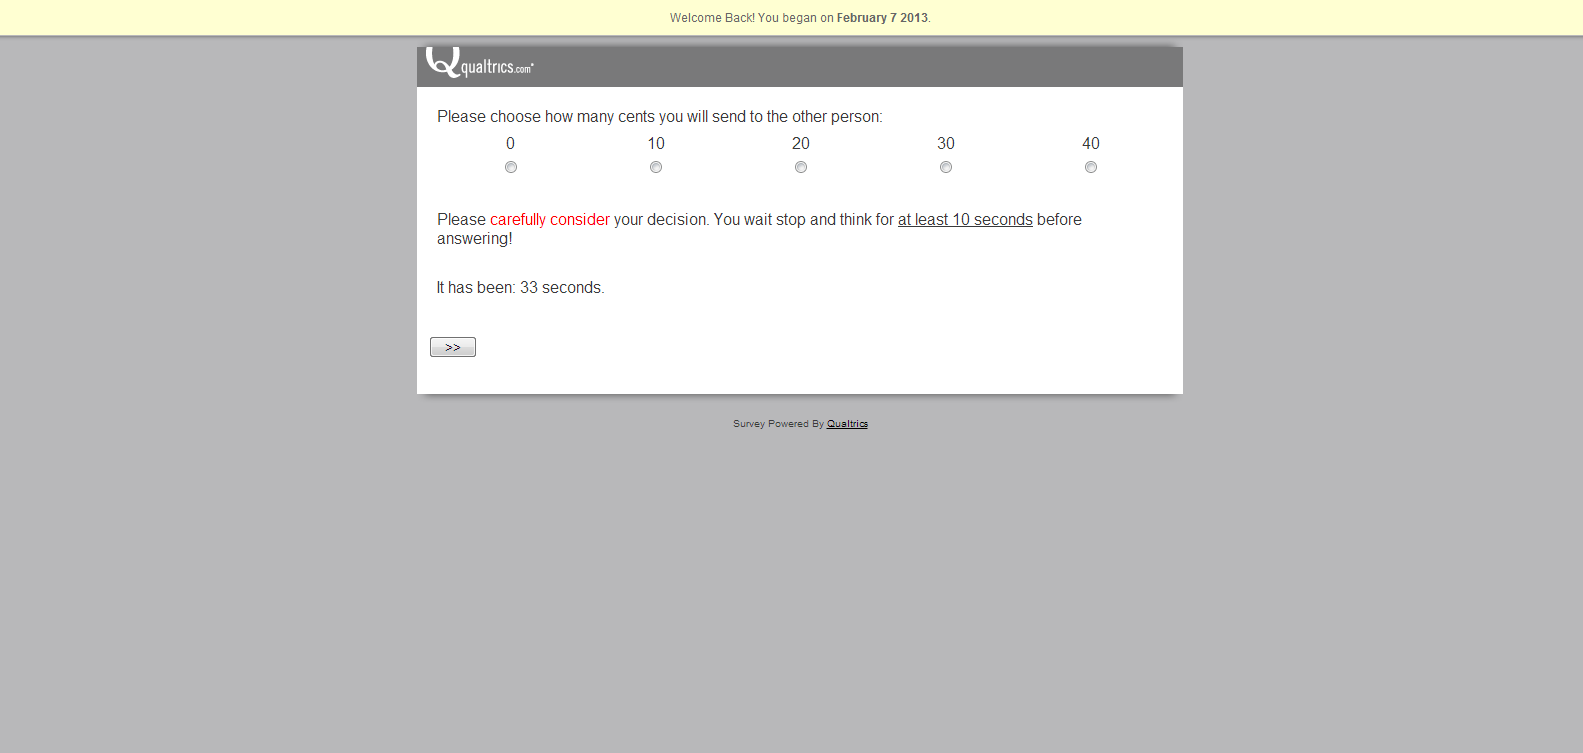 Welcome Back! You began on February 7 2013.
Qualtrics.com
Please choose how many cents you will send to the other person:
0 10 20 30 40
Please carefully consider your decision. You wait stop and think for at least 10 seconds before
answering!
It has been: 33 seconds.
>>
Survey Powered By Qualtrics